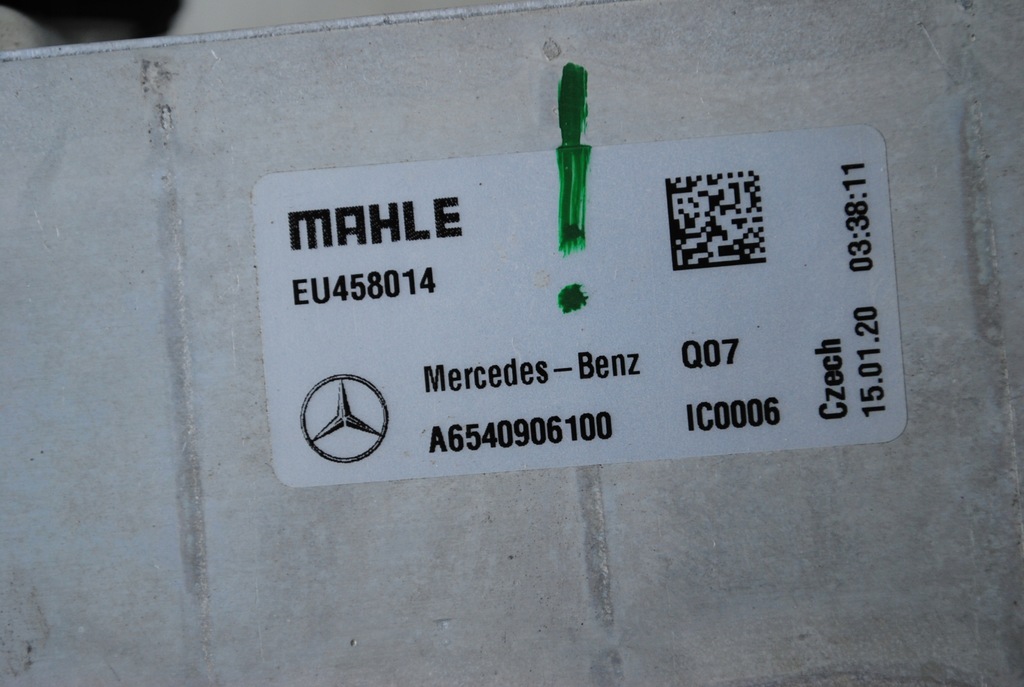 MAHLE
EU458014
Mercedes-Benz Q07
A6540906100 IC0006
Czech
15.01.20 03:38:11